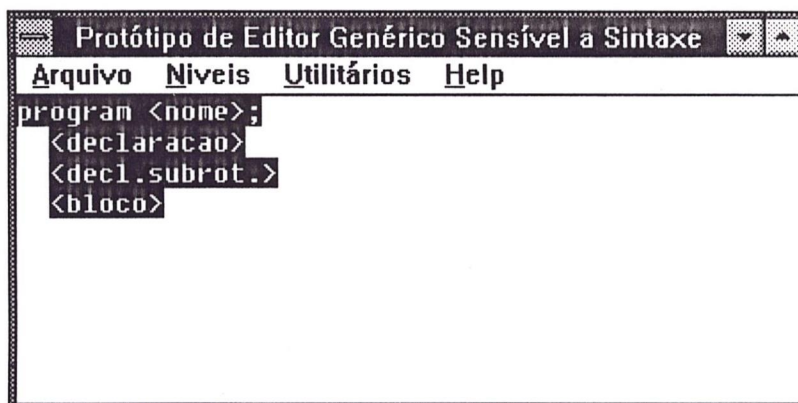 Protótipo de Editor Genérico Sensível a Sintaxe
Arquivo Niveis Utilitários Help
program <nome>;
<declaracao>
<decl.subrot.>
<bloco>